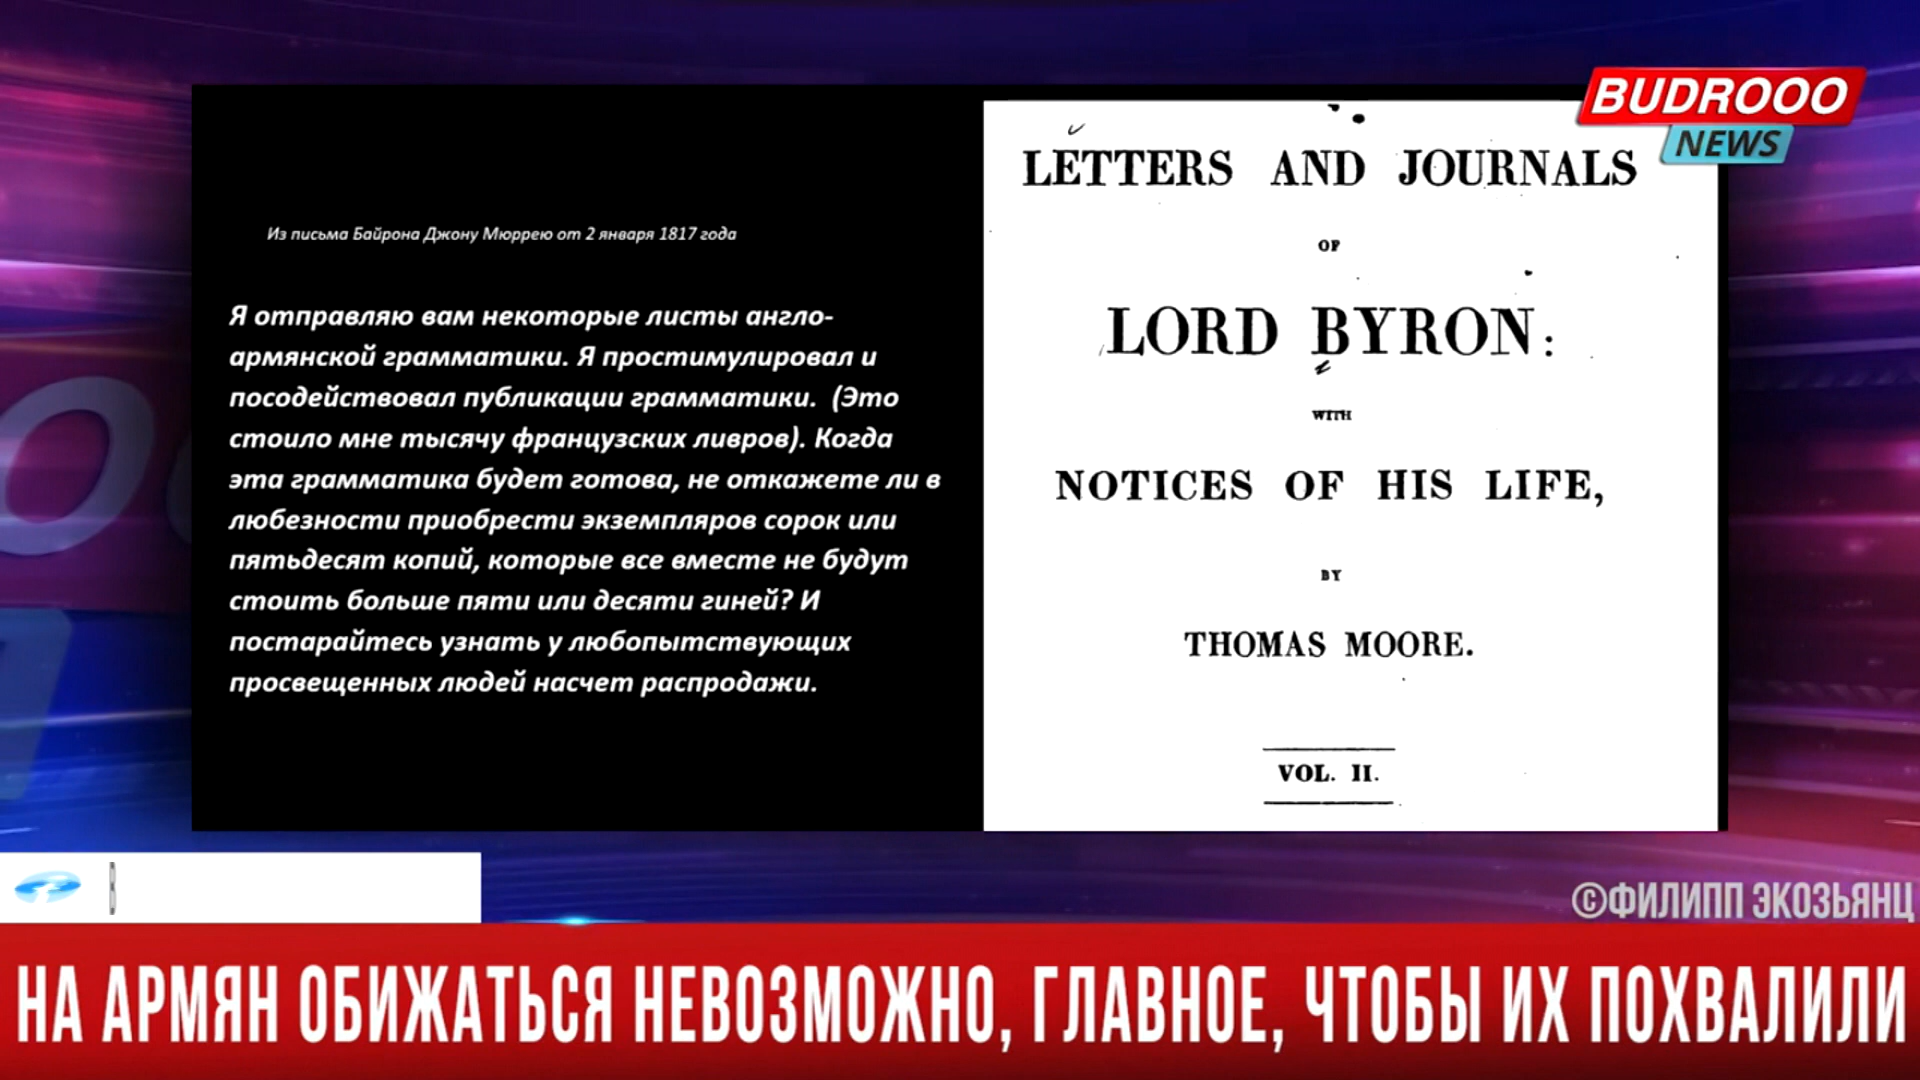 BUDROOO
NEWS
Из письма Байрона Джону Мюррею от 2 января 1817 года
Я отправляю вам некоторые листы англо-
армянской грамматики. Я простимулировал и
посодействовал публикации грамматики. (Это
стоило мне тысячу французских ливров). Когда
эта грамматика будет готова, не откажете ли в
любезности приобрести экземпляров сорок или
пятьдесят копий, которые все вместе не будут
стоить больше пяти или десяти гиней? И
постарайтесь узнать у любопытствующих
просвещенных людей насчет распродажи.
LETTERS AND JOURNALS
OF
LORD BYRON:
WITH
NOTICES OF HIS LIFE,
BY
THOMAS MOORE.
VOL. II.
©ФИЛИПП ЭКОЗЬЯНЦ
НА АРМЯН ОБИЖАТЬСЯ НЕВОЗМОЖНО, ГЛАВНОЕ, ЧТОБЫ ИХ ПОХВАЛИЛИ